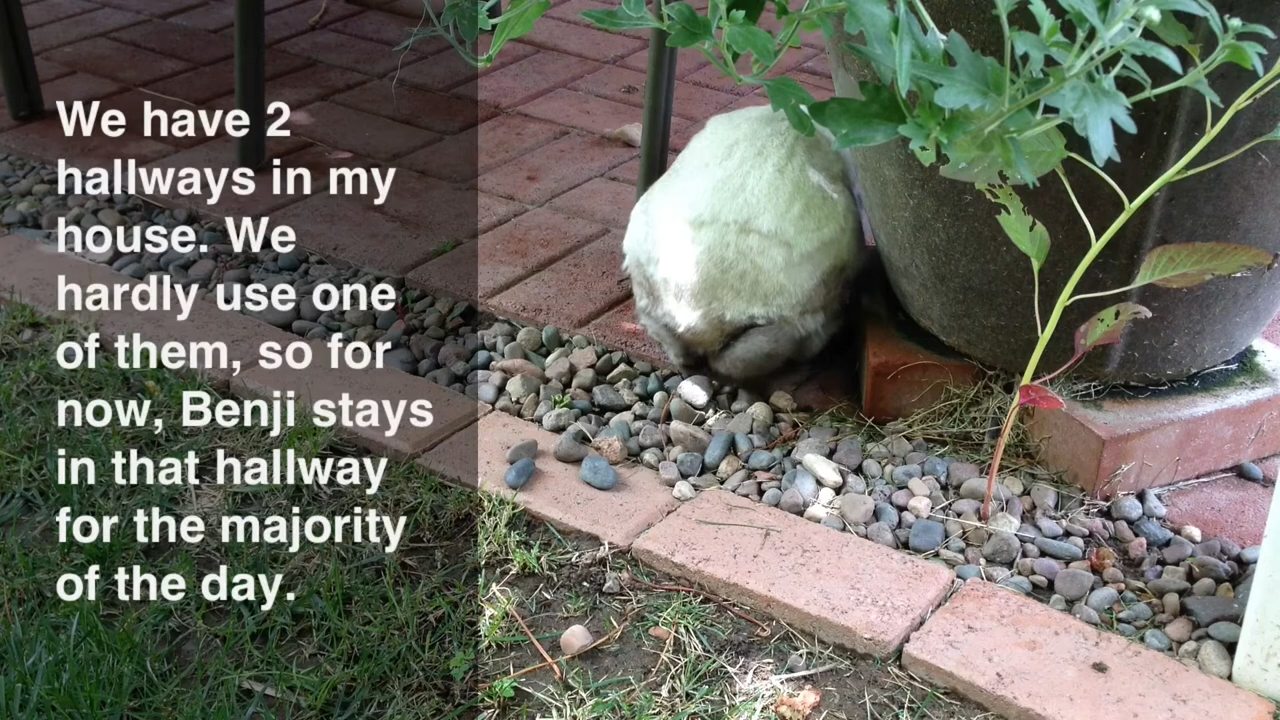 We have 2
hallways in my
house. We
hardly use one
of them, so for
now, Benji stays
in that hallway
for the majority
of the day.